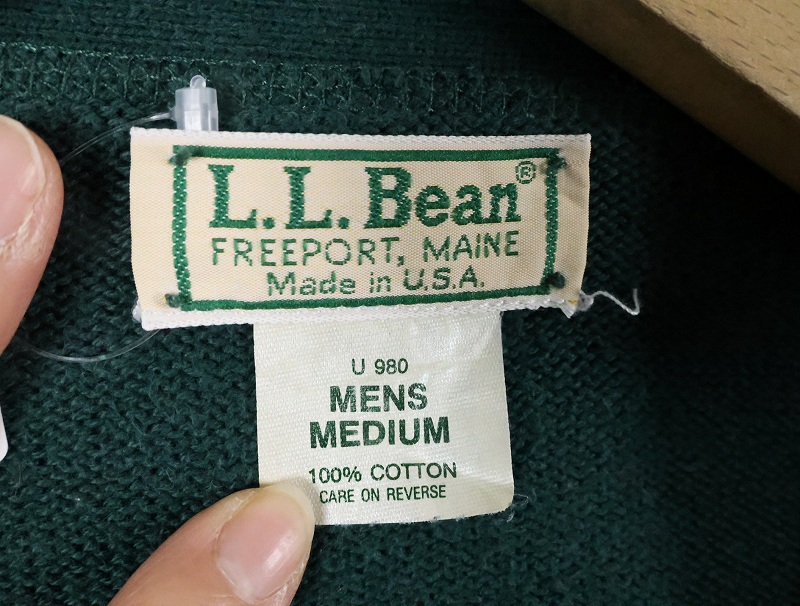 L.L.Bean®
FREEPORT, MAINE
Made in U.S.A.
U 980
MENS
MEDIUM
100% COTTON
CARE ON REVERSE